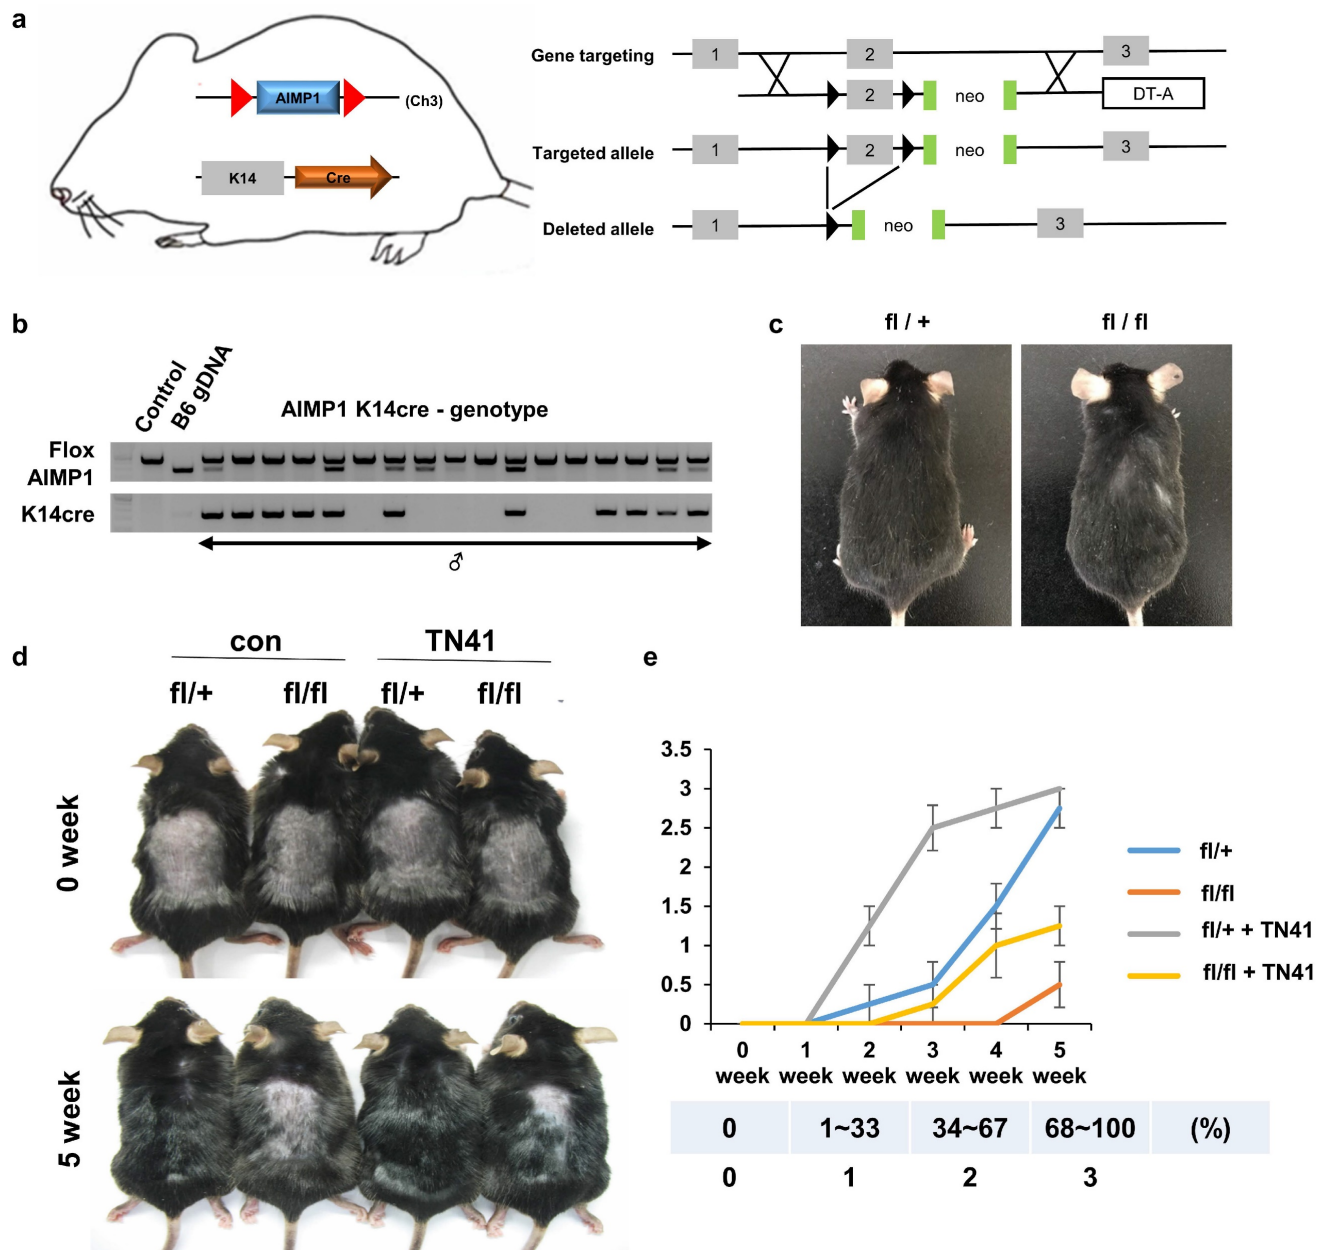 a
AIMP1
(Ch3)
K14
Cre
Gene targeting
1
2
3
2
neo
DT-A
Targeted allele
1
2
neo
3
Deleted allele
1
neo
3
b
Control
B6 gDNA
AIMP1 K14cre - genotype
Flox
AIMP1
K14cre
♂
c
fl / +
fl / fl
d
con
TN41
fl/+
fl/fl
fl/+
fl/fl
0 week
5 week
e
3.5
3
2.5
2
1.5
1
0.5
0
0 1 2 3 4 5
week week week week week week
fl/+
fl/fl
fl/+ + TN41
fl/fl + TN41
0 1~33 34~67 68~100 (%)
0 1 2 3